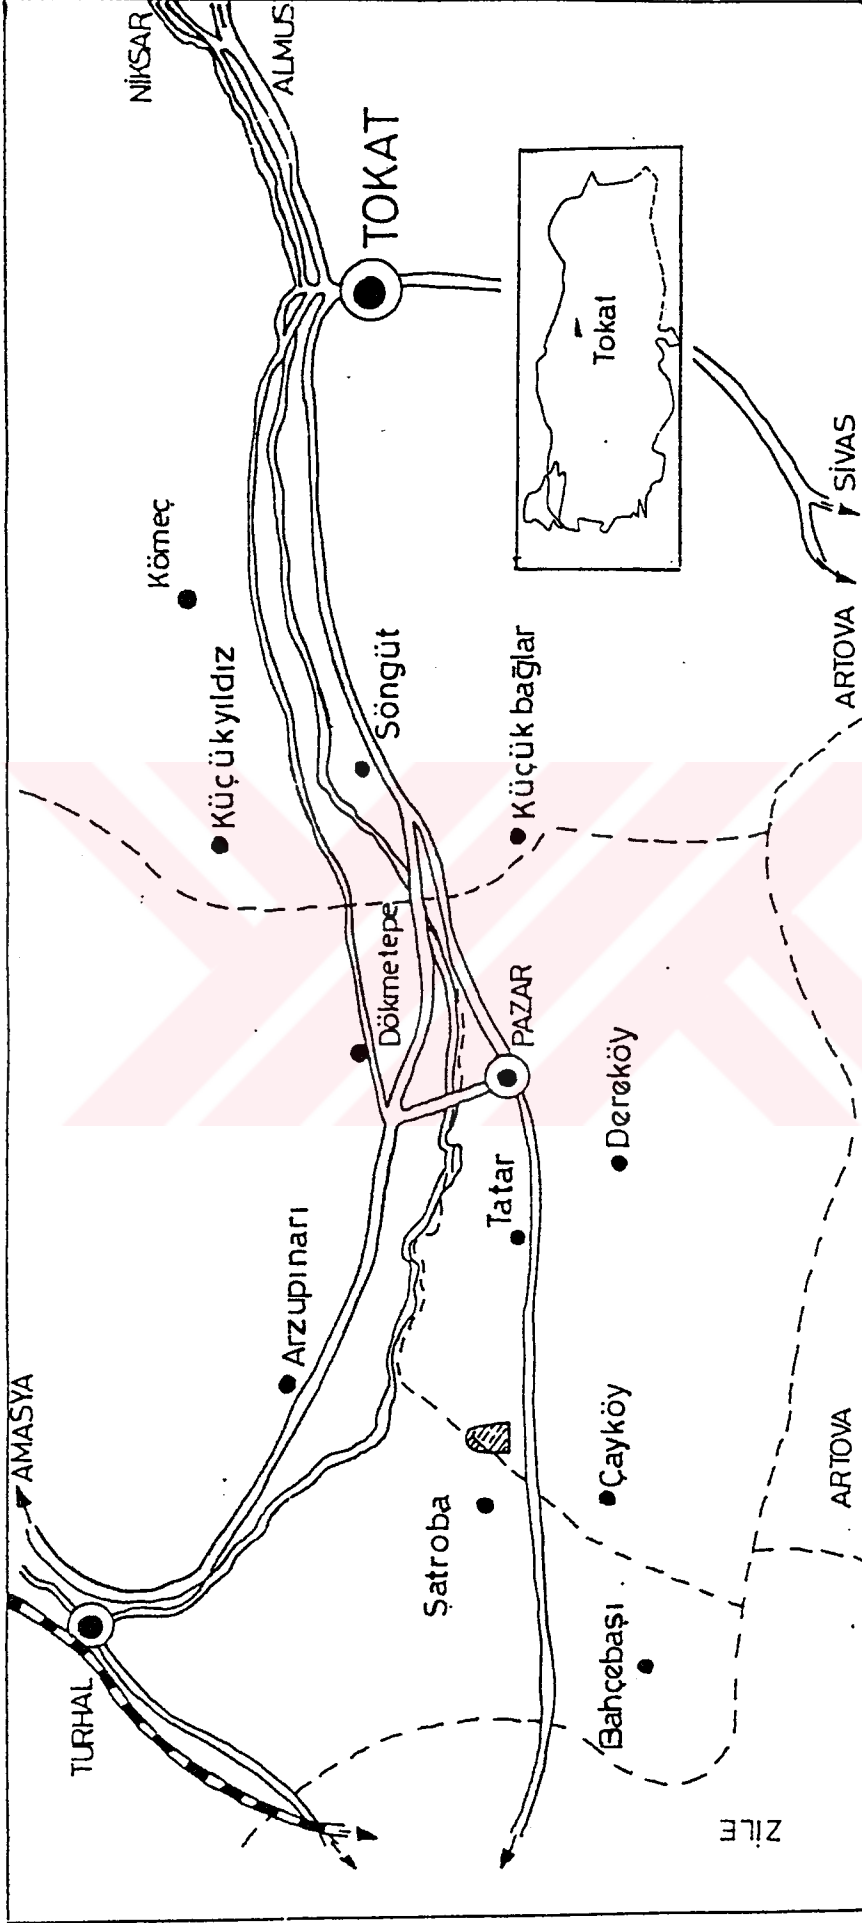 NİKSAR
ALMUS
TOKAT
Kömeç
Küçükyıldız
Söngüt
Küçük bağlar
Tokat
SİVAS
ARTOVA
Dökmetepe
PAZAR
Dereköy
Tatar
Arzupınarı
AMASYA
Şatroba
Çayköy
ARTOVA
TURHAL
Bahçebaşı
ZİLE